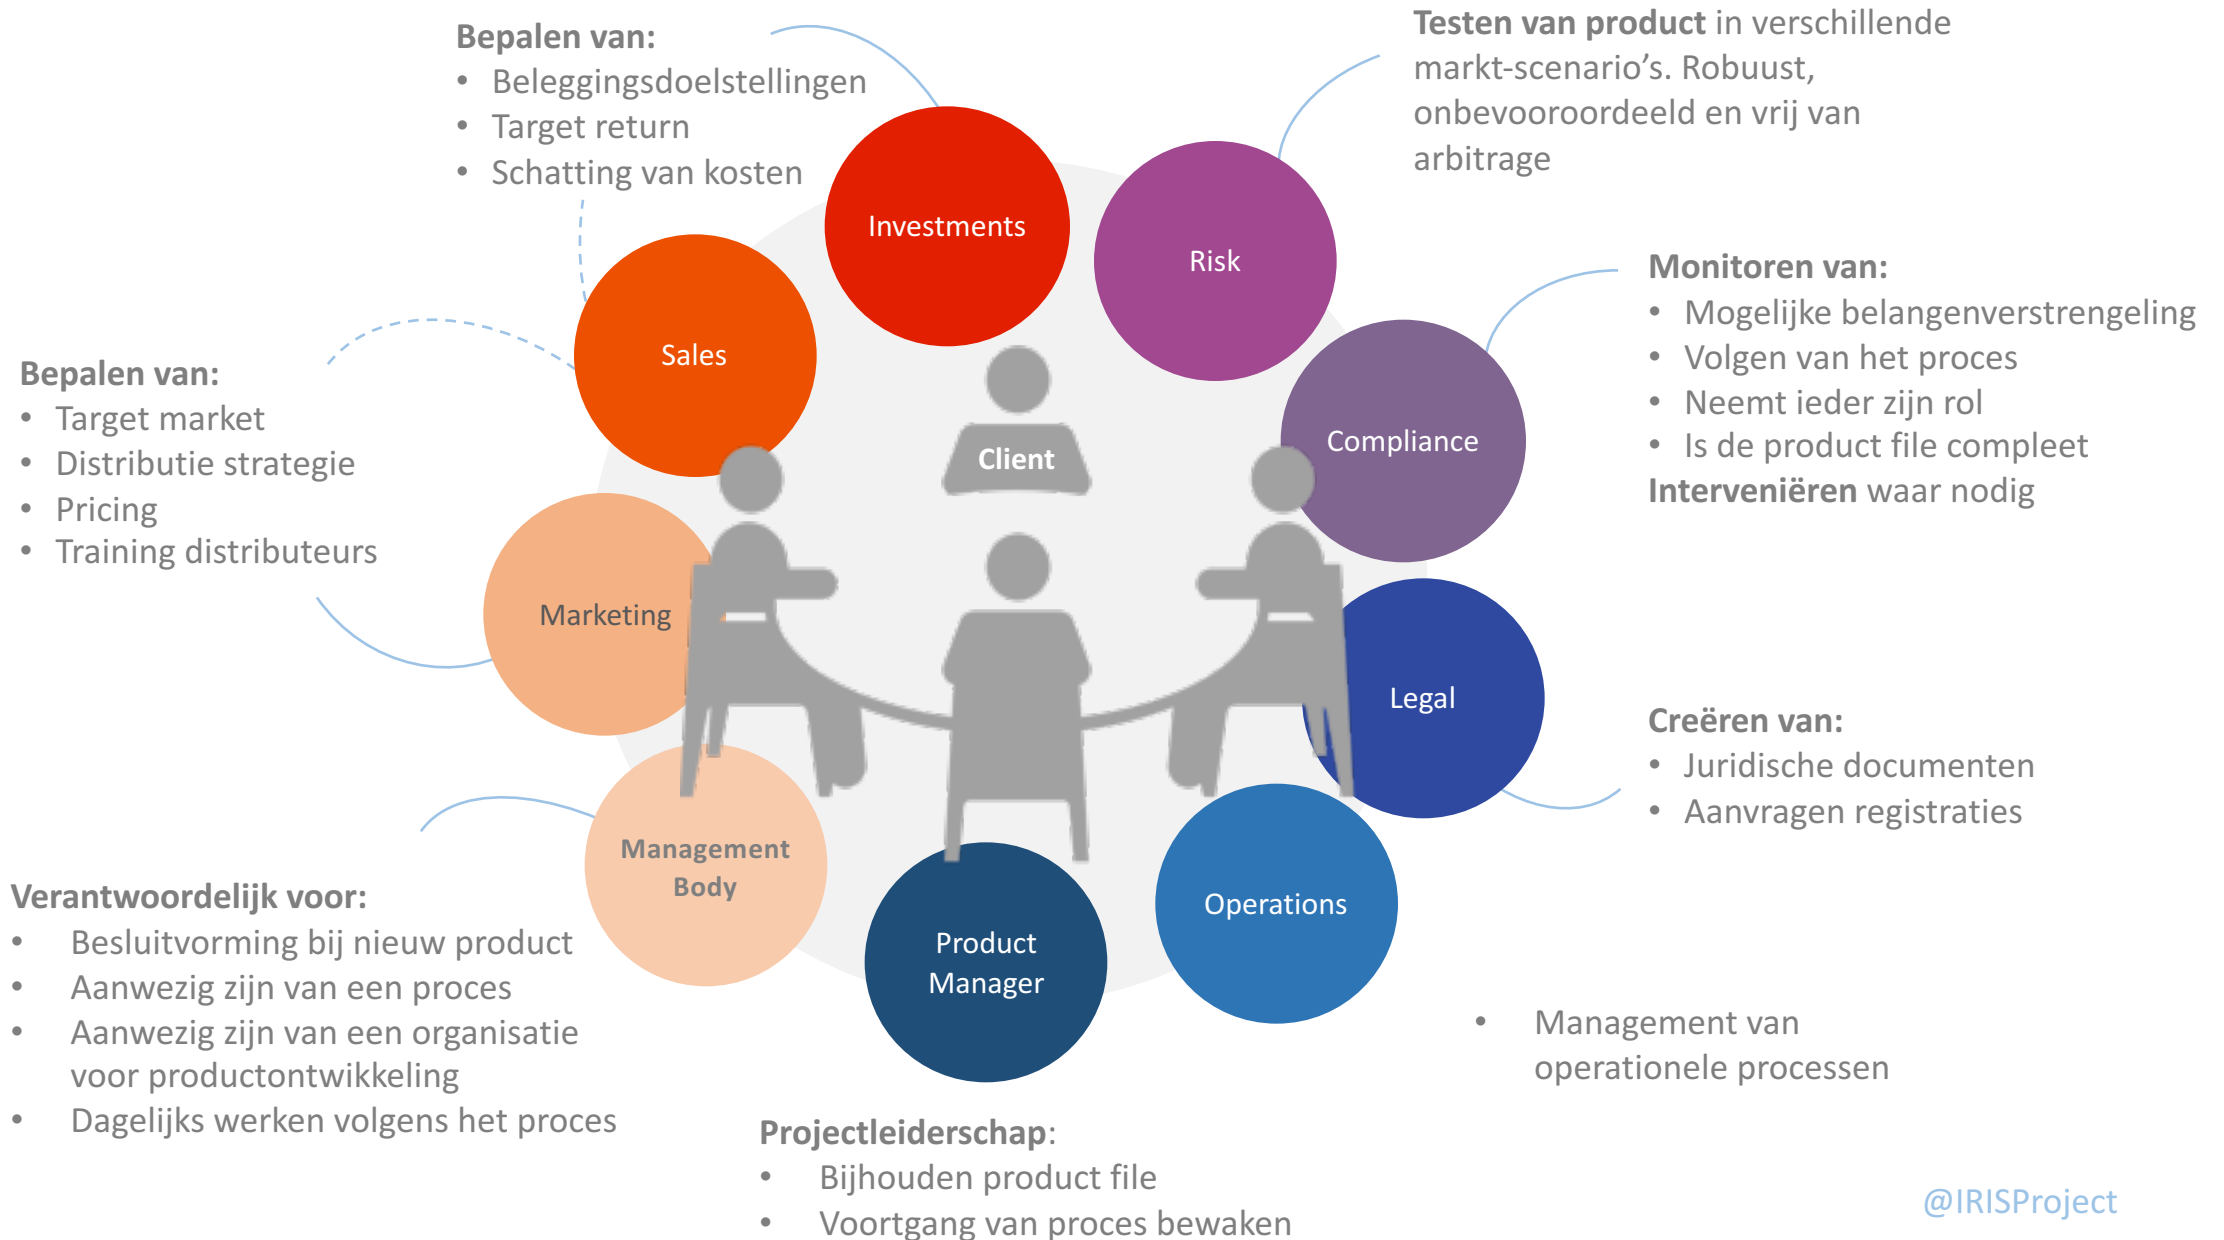 Bepalen van:
• Beleggingsdoelstellingen
• Target return
• Schatting van kosten
Testen van product in verschillende
markt-scenario's. Robuust,
onbevooroordeeld en vrij van
arbitrage
Investments
Risk
Monitoren van:
• Mogelijke belangenverstrengeling
• Volgen van het proces
• Neemt ieder zijn rol
• Is de product file compleet
Interveniëren waar nodig
Sales
Bepalen van:
• Target market
• Distributie strategie
• Pricing
• Training distributeurs
Client
Compliance
Marketing
Legal
Creëren van:
• Juridische documenten
• Aanvragen registraties
Management
Body
Verantwoordelijk voor:
• Besluitvorming bij nieuw product
• Aanwezig zijn van een proces
• Aanwezig zijn van een organisatie
voor productontwikkeling
• Dagelijks werken volgens het proces
Product
Manager
Operations
• Management van
operationele processen
Projectleiderschap:
• Bijhouden product file
• Voortgang van proces bewaken
@IRISProject